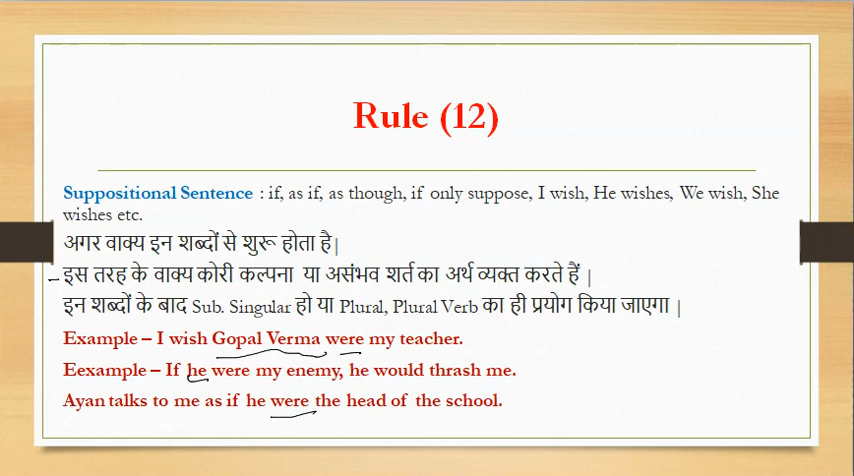 Rule (12)
Suppositional Sentence : if, as if, as though, if only suppose, I wish, He wishes, We wish, She
wishes etc.
अगर वाक्य इन शब्दों से शुरू होता है|
इस तरह के वाक्य कोरी कल्पना या असंभव शर्त का अर्थ व्यक्त करते हैं |
इन शब्दों के बाद Sub. Singular हो या Plural, Plural Verb का ही प्रयोग किया जाएगा |
Example – I wish Gopal Verma were my teacher.
Eexample – If he were my enemy, he would thrash me.
Ayan talks to me as if he were the head of the school.